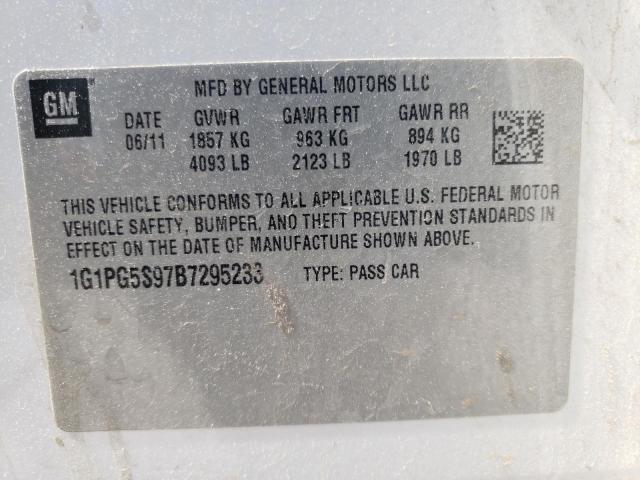 GM
MFD BY GENERAL MOTORS LLC
DATE GVWR GAWR FRT GAWR RR
06/11 1857 KG 963 KG 894 KG
4093 LB 2123 LB 1970 LB
THIS VEHICLE CONFORMS TO ALL APPLICABLE U.S. FEDERAL MOTOR
VEHICLE SAFETY, BUMPER, AND THEFT PREVENTION STANDARDS IN
EFFECT ON THE DATE OF MANUFACTURE SHOWN ABOVE.
1G1PG5S97B7295233 TYPE: PASS CAR